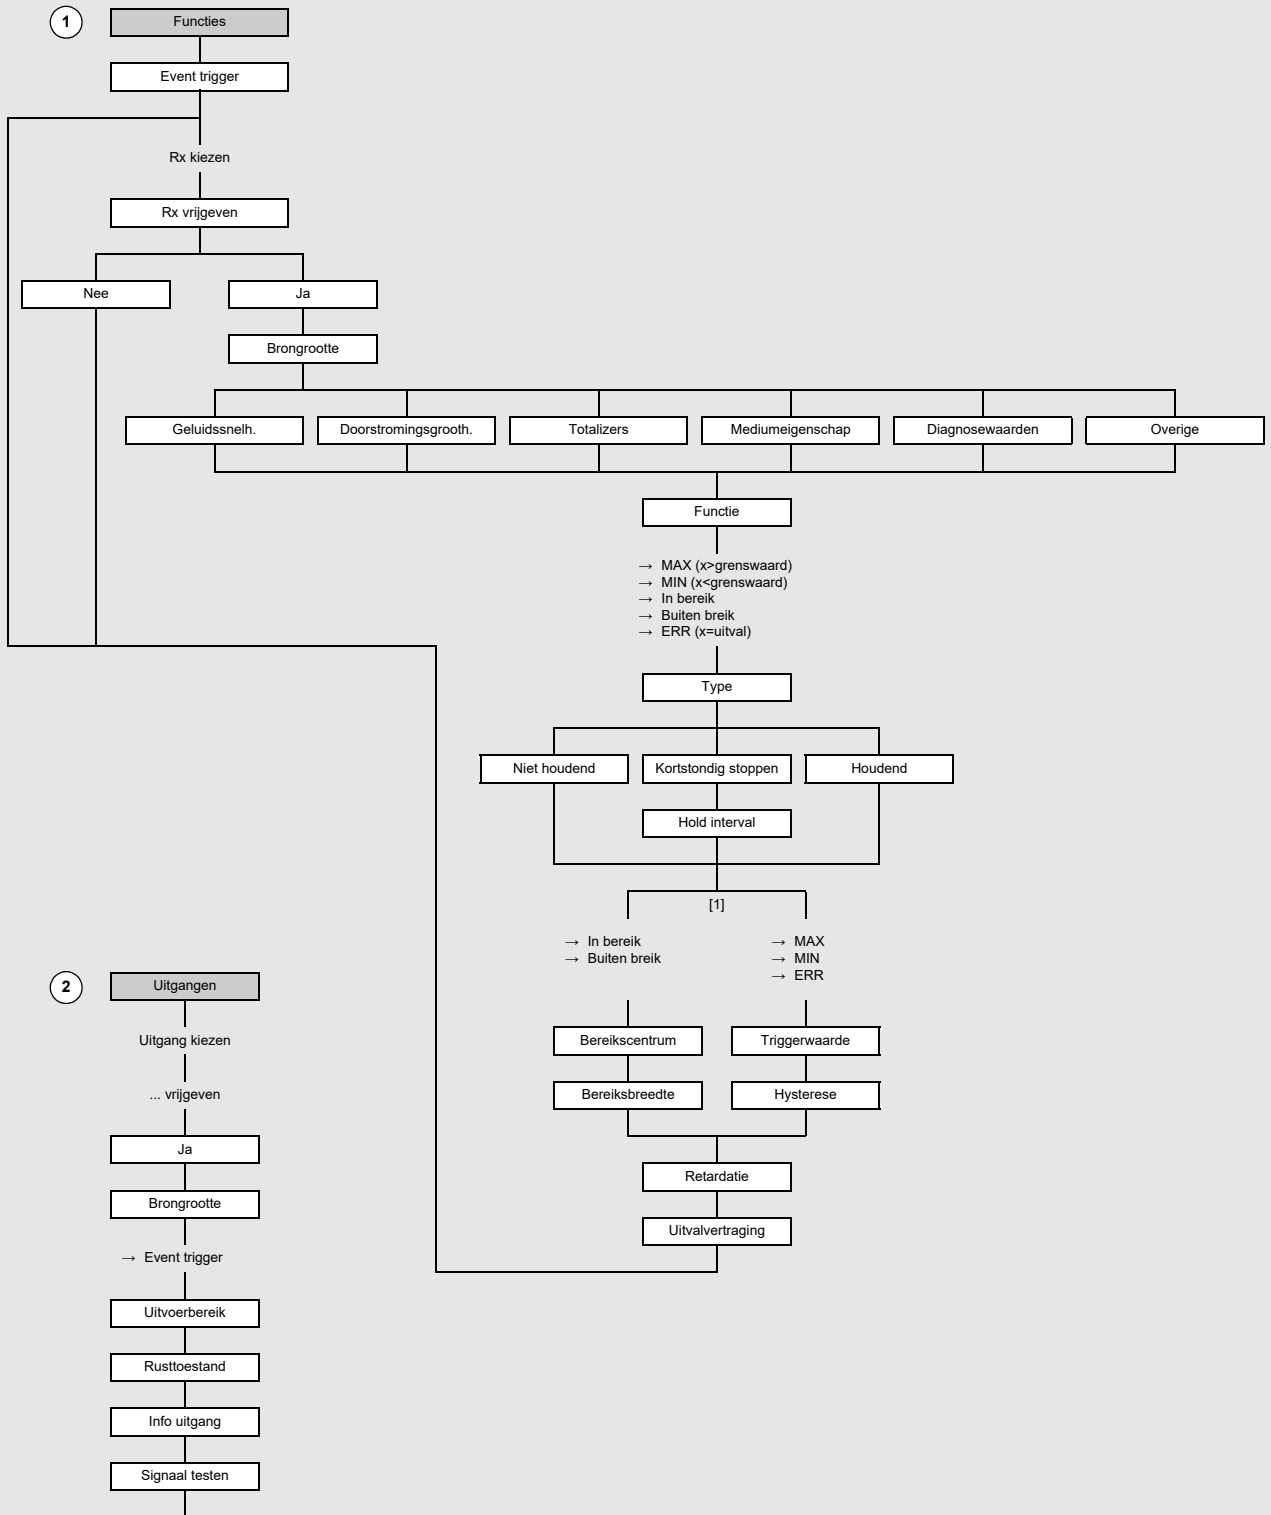 1
Functies
Event trigger
Rx kiezen
Rx vrijgeven
Nee
Ja
Brongrootte
Geluidssnelh.
Doorstromingsgrooth.
Totalizers
Mediumeigenschap
Diagnosewaarden
Overige
Functie
→ MAX (x>grenswaard)
→ MIN (x<grenswaard)
→ In bereik
→ Buiten breik
→ ERR (x=uitval)
Type
Niet houdend
Kortstondig stoppen
Houdend
Hold interval
[1]
→ In bereik
→ Buiten breik
→ MAX
→ MIN
→ ERR
Bereikscentrum
Triggerwaarde
Bereiksbreedte
Hysterese
Retardatie
Uitvalvertraging
2
Uitgangen
Uitgang kiezen
... vrijgeven
Ja
Brongrootte
→ Event trigger
Uitvoerbereik
Rusttoestand
Info uitgang
Signaal testen